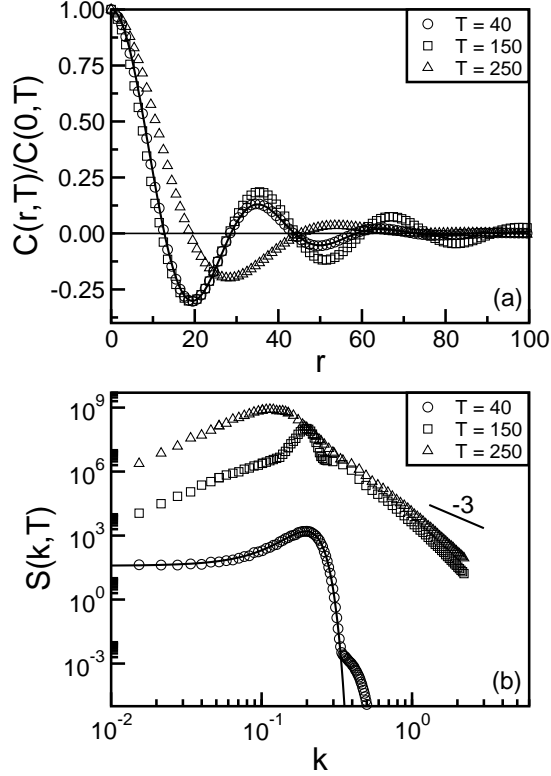 1.00
0.75
0.50
0.25
0.00
-0.25
C(r,T)/C(0,T)
T = 40
T = 150
T = 250
(a)
0 20 40 60 80 100
r
10^9
10^6
10^3
10^0
10^-3
S(k,T)
T = 40
T = 150
T = 250
-3
(b)
10^-2 10^-1 10^0
k